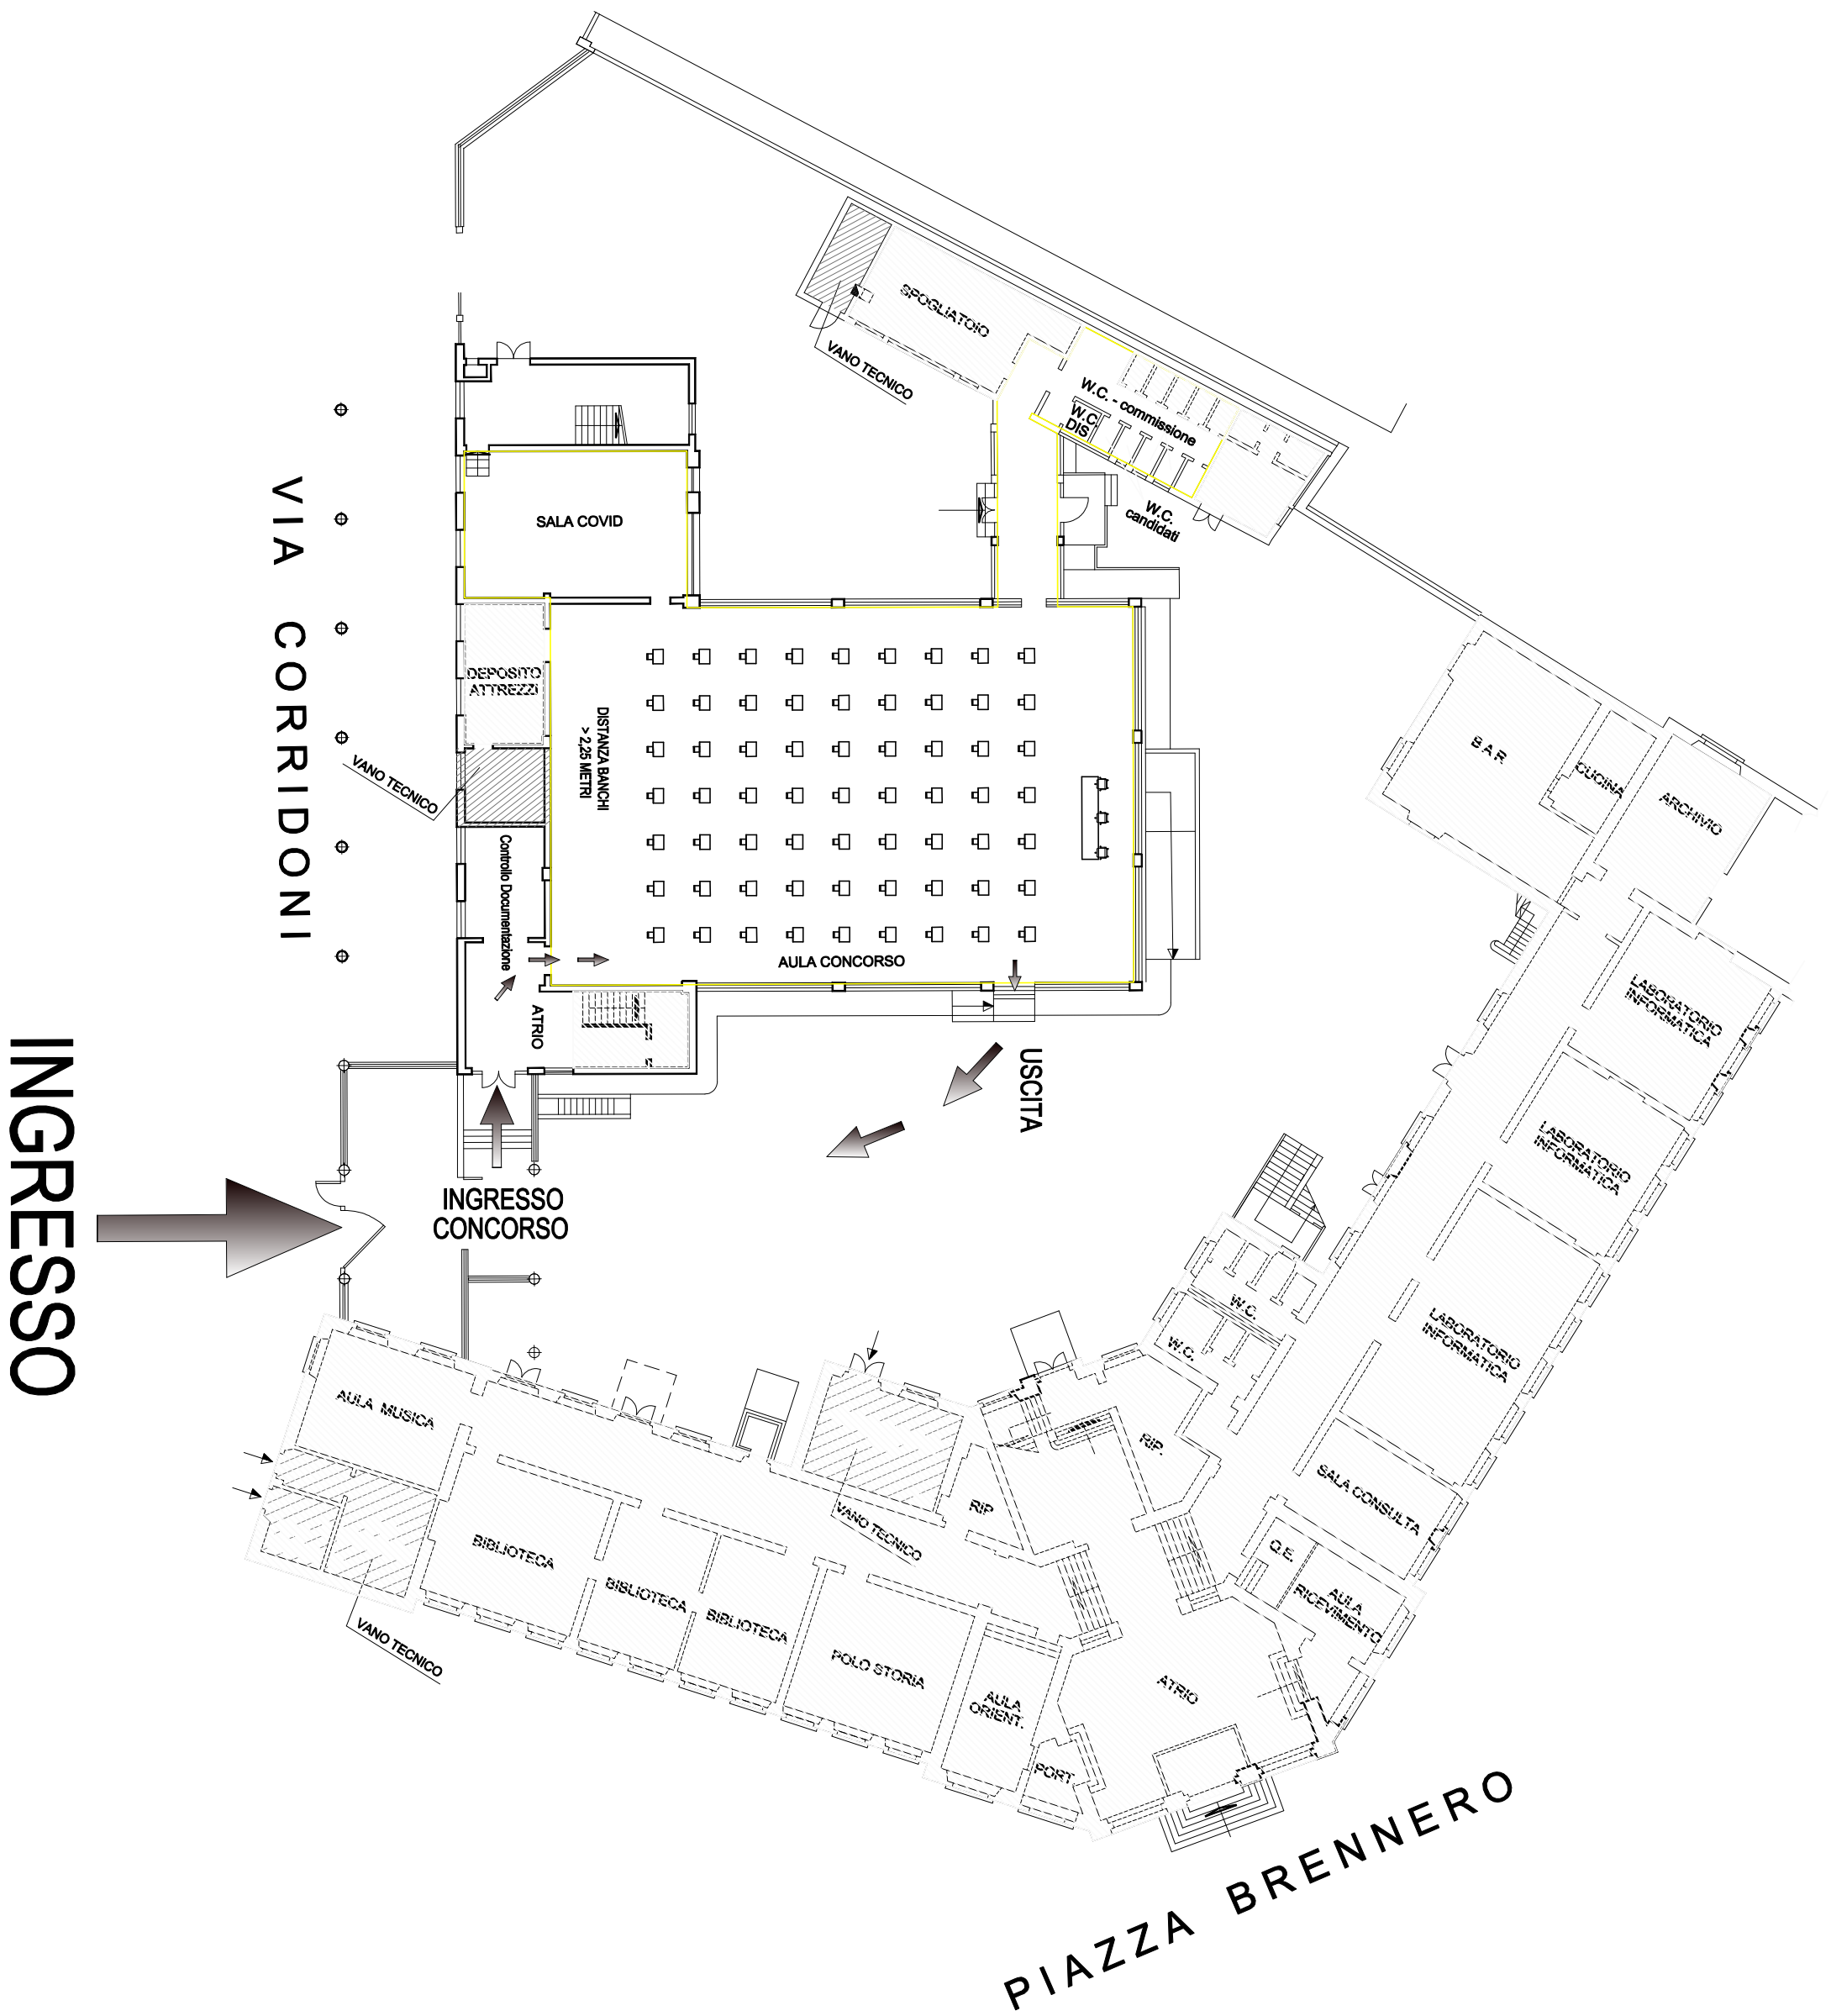 SPOGLIATOIO
VANO TECNICO
W.C. - commissione
W.C.
DIS.
W.C.
candidati
SALA COVID
VIA CORRIDONI
DEPOSITO
ATTREZZI
VANO TECNICO
DISTANZA BANCHI
> 2,25 METRI
Controllo Documentazione
AULA CONCORSO
ATRIO
USCITA
INGRESSO
INGRESSO
CONCORSO
BAR
CUCINA
ARCHIVIO
LABORATORIO
INFORMATICA
LABORATORIO
INFORMATICA
LABORATORIO
INFORMATICA
W.C.
W.C.
RIP.
RIP.
SALA CONSULTA
Q.E.
AULA
RICEVIMENTO
AULA MUSICA
VANO TECNICO
BIBLIOTECA
BIBLIOTECA
BIBLIOTECA
VANO TECNICO
POLO STORIA
AULA
ORIENT.
PORT.
ATRIO
PIAZZA BRENNERO